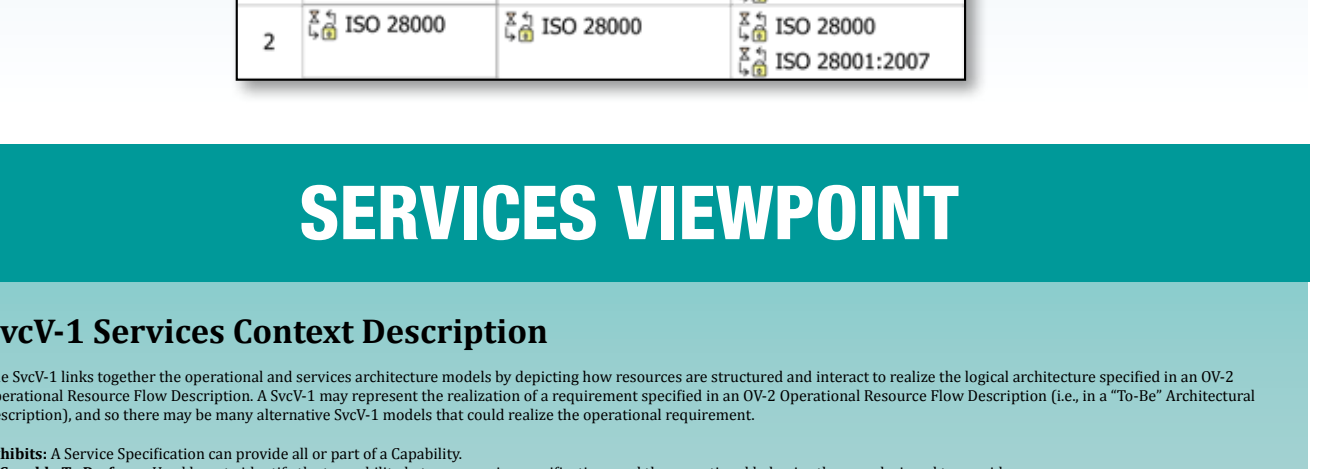 2 ISO 28000 ISO 28000 ISO 28000
ISO 28001:2007
SERVICES VIEWPOINT
vcV-1 Services Context Description
e SvcV-1 links together the operational and services architecture models by depicting how resources are structured and interact to realize the logical architecture specified in an OV-2
perational Resource Flow Description. A SvcV-1 may represent the realization of a requirement specified in an OV-2 Operational Resource Flow Description (i.e., in a “To-Be” Architectural
escription), and so there may be many alternative SvcV-1 models that could realize the operational requirement.
hibits: A Service Specification can provide all or part of a Capability.